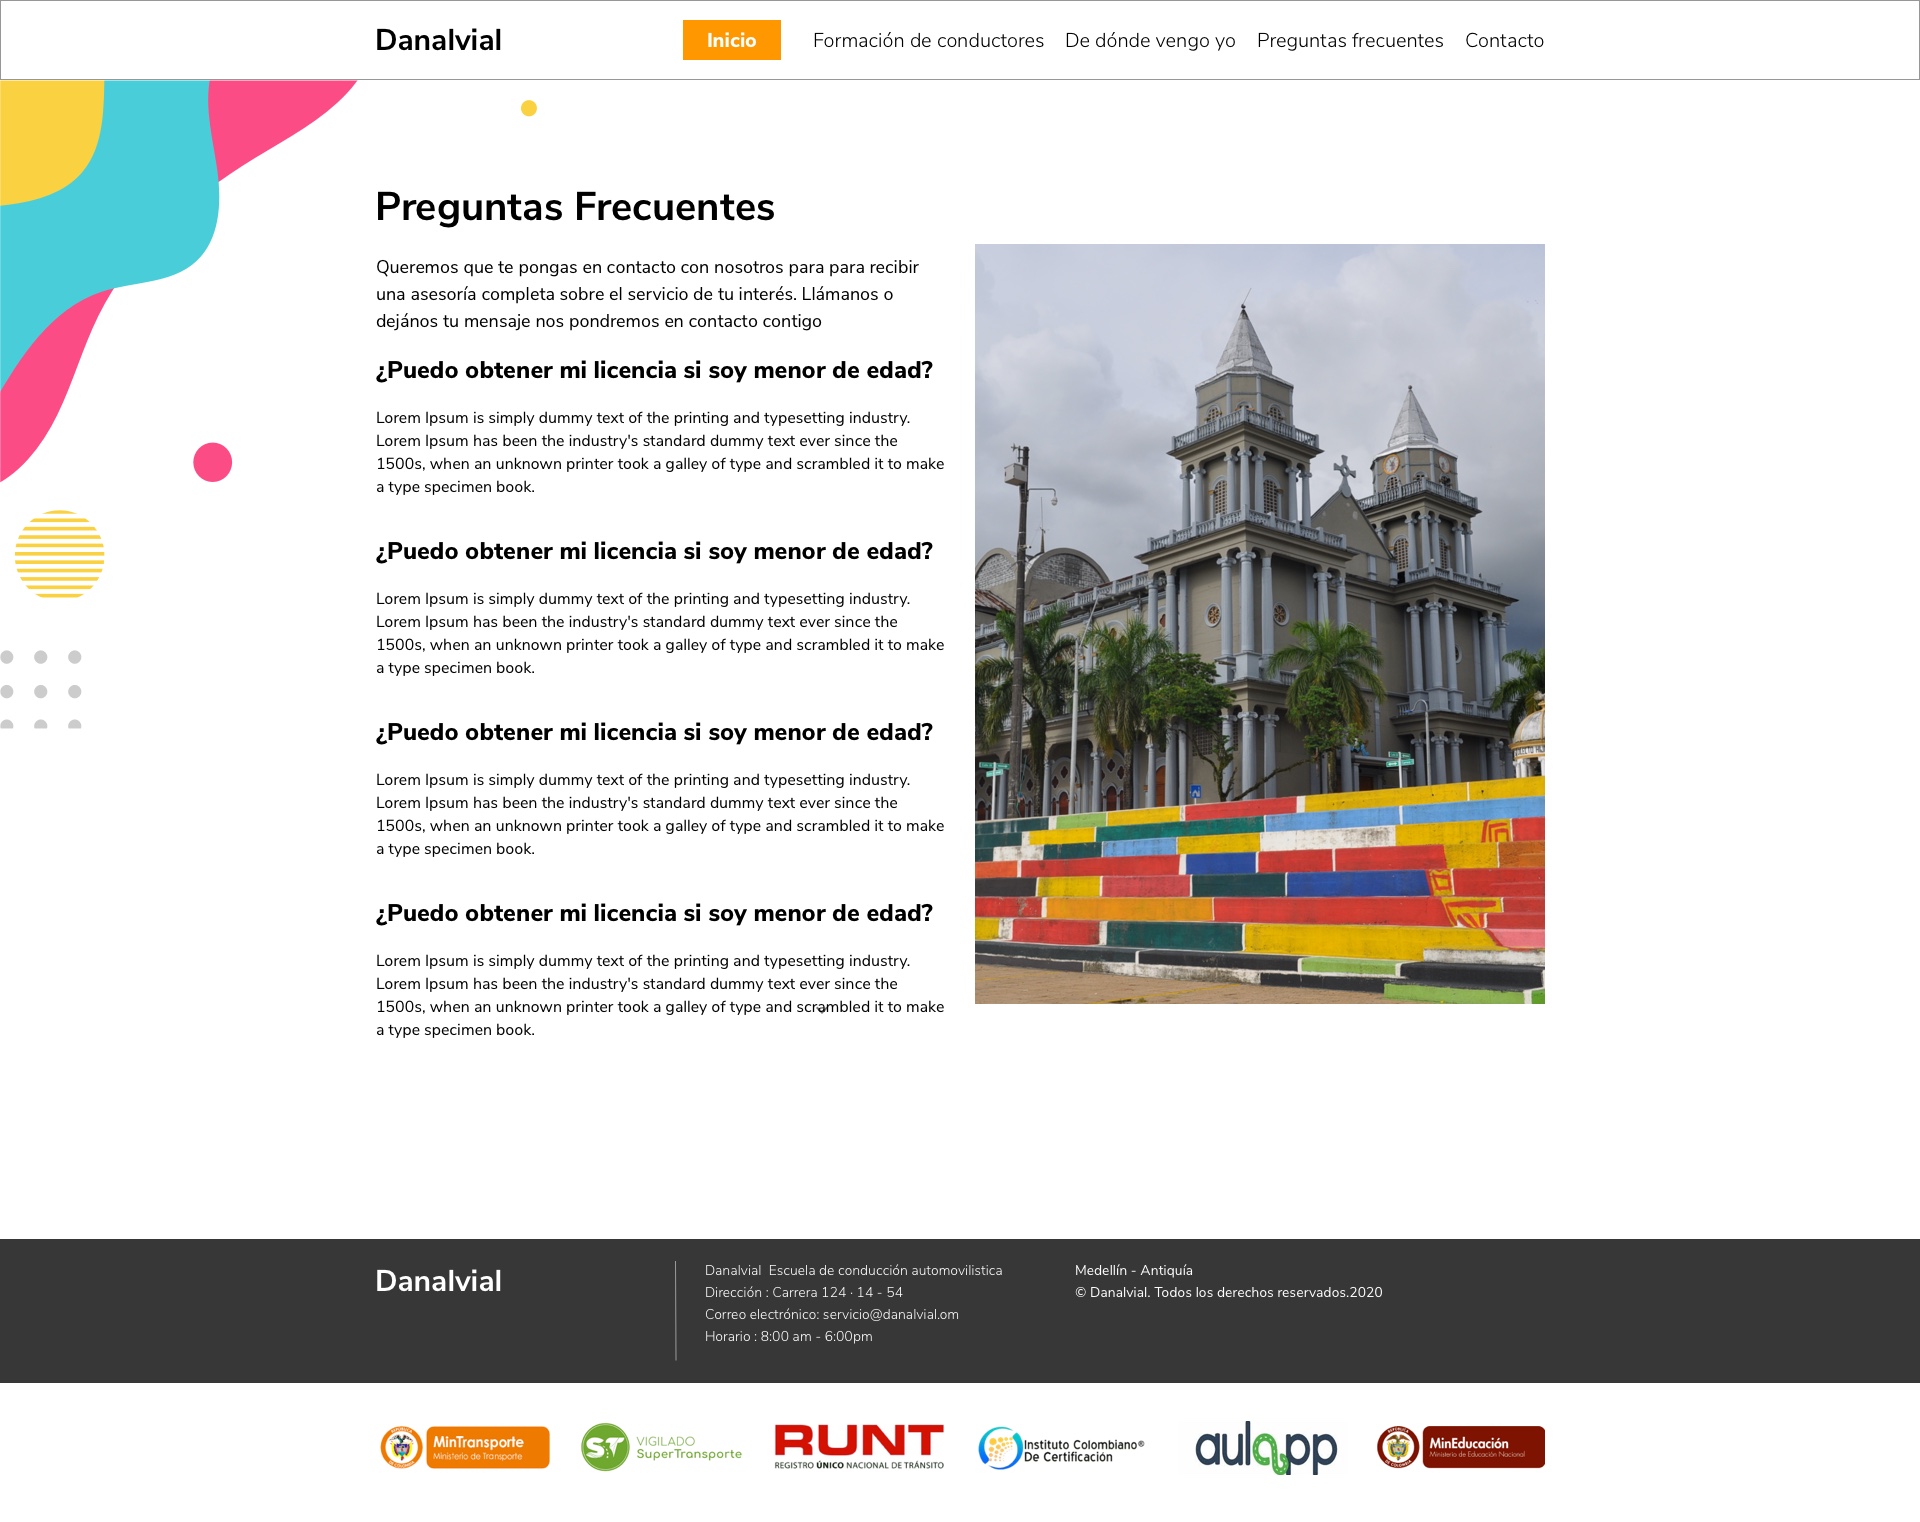 Danalvial
Inicio
Formación de conductores
De dónde vengo yo
Preguntas frecuentes
Contacto
Preguntas Frecuentes
Queremos que te pongas en contacto con nosotros para para recibir
una asesoría completa sobre el servicio de tu interés. Llámanos o
dejános tu mensaje nos pondremos en contacto contigo
¿Puedo obtener mi licencia si soy menor de edad?
Lorem Ipsum is simply dummy text of the printing and typesetting industry.
Lorem Ipsum has been the industry's standard dummy text ever since the
1500s, when an unknown printer took a galley of type and scrambled it to make
a type specimen book.
¿Puedo obtener mi licencia si soy menor de edad?
Lorem Ipsum is simply dummy text of the printing and typesetting industry.
Lorem Ipsum has been the industry's standard dummy text ever since the
1500s, when an unknown printer took a galley of type and scrambled it to make
a type specimen book.
¿Puedo obtener mi licencia si soy menor de edad?
Lorem Ipsum is simply dummy text of the printing and typesetting industry.
Lorem Ipsum has been the industry's standard dummy text ever since the
1500s, when an unknown printer took a galley of type and scrambled it to make
a type specimen book.
¿Puedo obtener mi licencia si soy menor de edad?
Lorem Ipsum is simply dummy text of the printing and typesetting industry.
Lorem Ipsum has been the industry's standard dummy text ever since the
1500s, when an unknown printer took a galley of type and scrambled it to make
a type specimen book.
Danalvial
Danalvial  Escuela de conducción automovilistica
Dirección : Carrera 124 · 14 - 54
Correo electrónico: servicio@danalvial.om
Horario : 8:00 am - 6:00pm
Medellín - Antiquía
© Danalvial. Todos los derechos reservados.2020
MinTransporte
Ministerio de Transporte
ST
VIGILADO
SuperTransporte
RUNT
REGISTRO ÚNICO NACIONAL DE TRÁNSITO
Instituto Colombiano®
De Certificación
aulapp
MinEducación
Ministerio de Educación Nacional